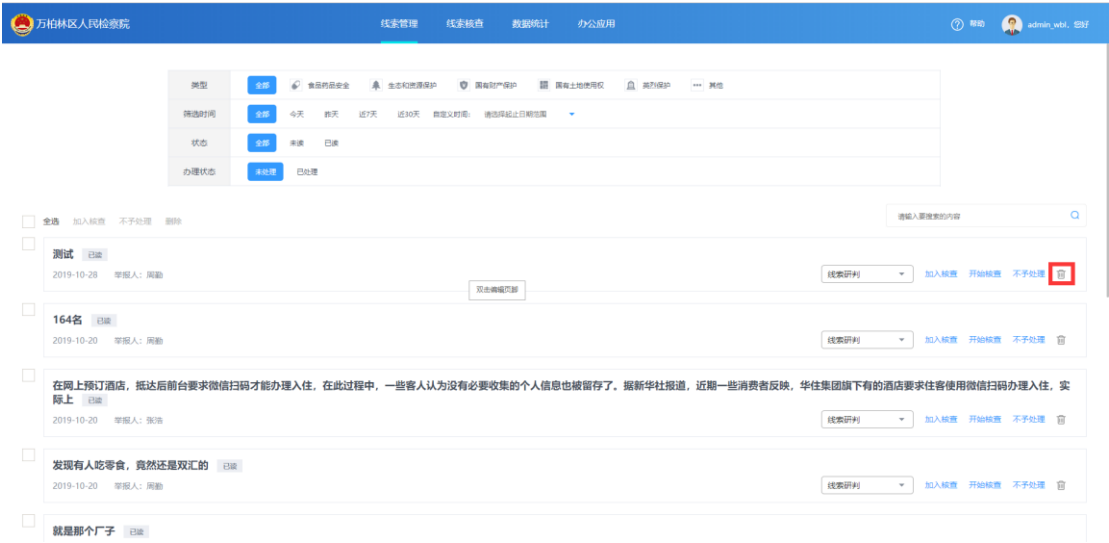 万柏林区人民检察院 线索管理 线索核查 数据统计 办公应用 帮助 admin_wbl，您好
类型 全部 食品药品安全 生态和资源保护 国有财产保护 国有土地使用权 英烈保护 其他
筛选时间 全部 今天 昨天 近7天 近30天 自定义时间: 请选择起止日期范围
状态 全部 未读 已读
办理状态 未处理 已处理
全选 加入核查 不予处理 删除 请输入要搜索的内容
测试 已读
2019-10-28 举报人: 周勤 线索研判 加入核查 开始核查 不予处理
双击编辑页脚
164名 已读
2019-10-20 举报人: 周勤 线索研判 加入核查 开始核查 不予处理
在网上预订酒店，抵达后前台要求微信扫码才能办理入住，在此过程中，一些客人认为没有必要收集的个人信息也被留存了。据新华社报道，近期一些消费者反映，华住集团旗下有的酒店要求住客使用微信扫码办理入住，实
际上 已读
2019-10-20 举报人: 张浩 线索研判 加入核查 开始核查 不予处理
发现有人吃零食，竟然还是双汇的 已读
2019-10-20 举报人: 周勤 线索研判 加入核查 开始核查 不予处理
就是那个厂子 已读